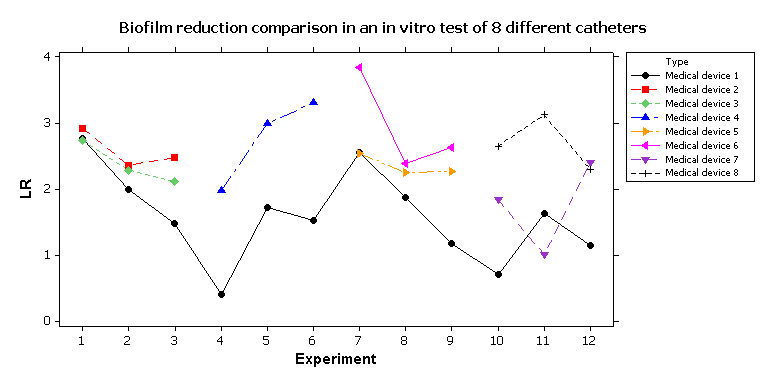 Biofilm reduction comparison in an in vitro test of 8 different catheters
LR
4
3
2
1
0
1 2 3 4 5 6 7 8 9 10 11 12
Experiment
Type
Medical device 1
Medical device 2
Medical device 3
Medical device 4
Medical device 5
Medical device 6
Medical device 7
Medical device 8